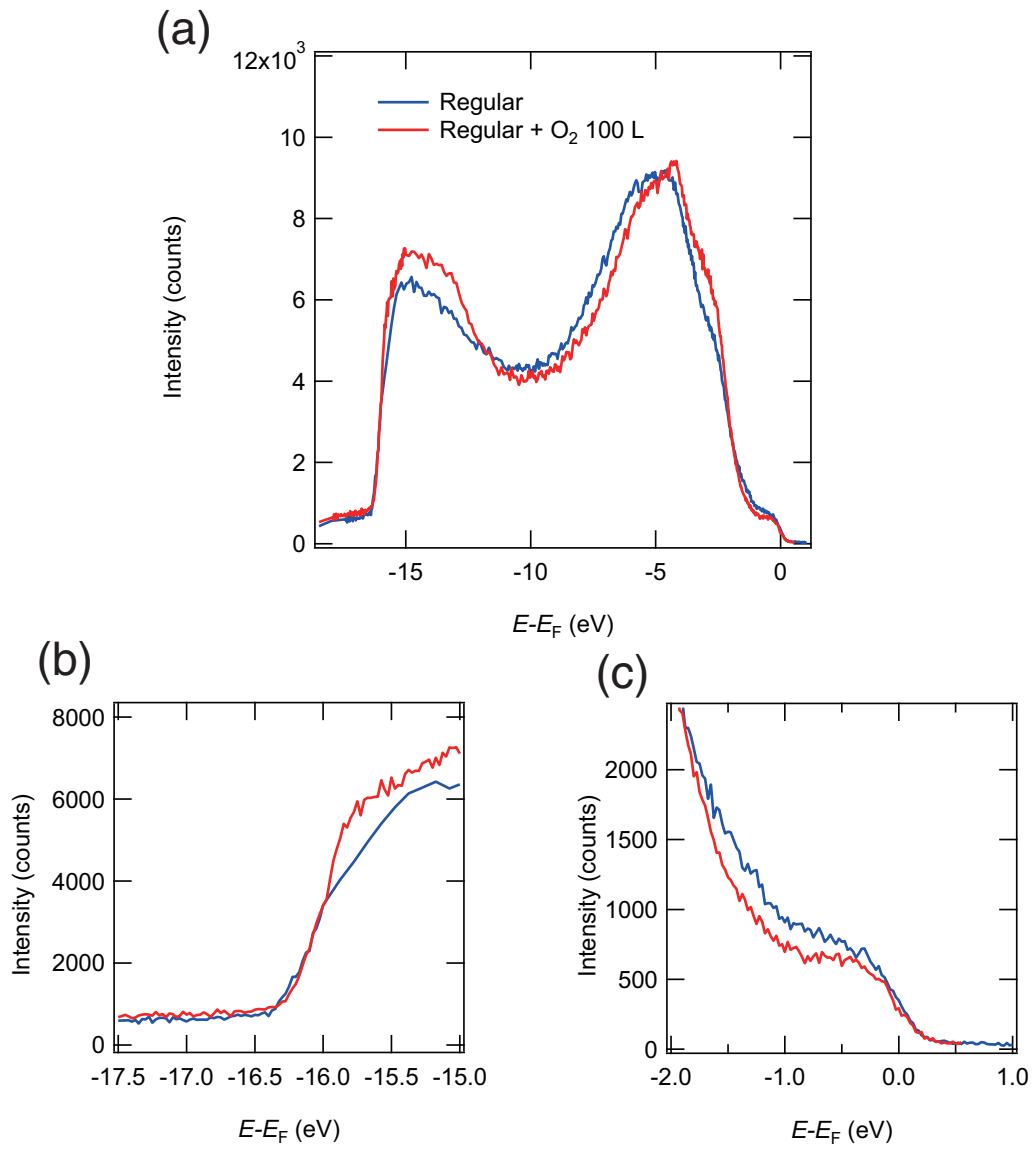 (a)
12x10³
10
8
6
4
2
0
Intensity (counts)
Regular
Regular + O₂ 100 L
-15
-10
-5
0
E-E_F (eV)
(b)
8000
6000
4000
2000
0
Intensity (counts)
-17.5
-17.0
-16.5
-16.0
-15.5
-15.0
E-E_F (eV)
(c)
2000
1500
1000
500
0
Intensity (counts)
-2.0
-1.0
0.0
1.0
E-E_F (eV)